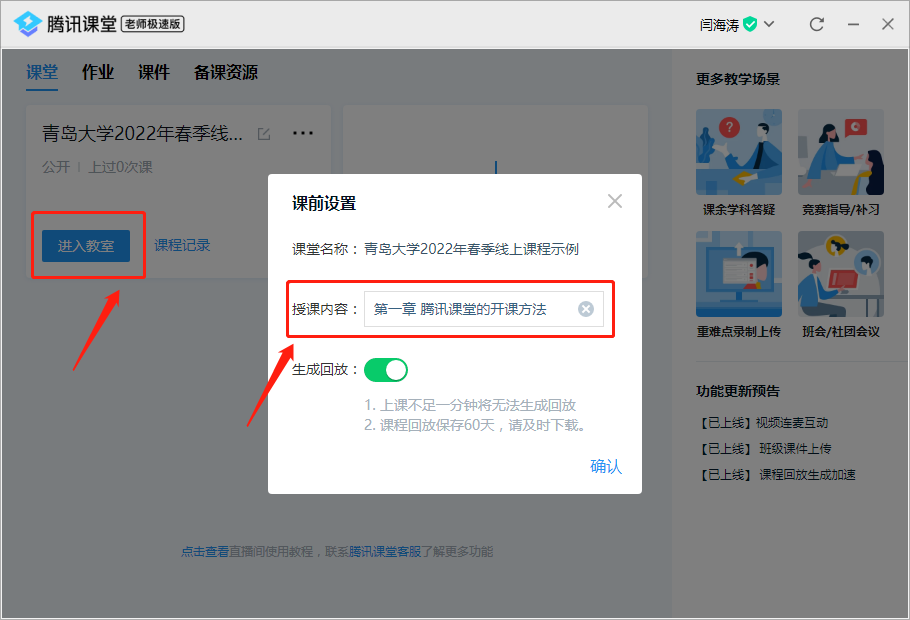 腾讯课堂 老师极速版
闫海涛
课堂 作业 课件 备课资源
青岛大学2022年春季线...
公开 | 上过0次课
进入教室 课程记录
课前设置
课堂名称：青岛大学2022年春季线上课程示例
授课内容： 第一章 腾讯课堂的开课方法
生成回放：
1. 上课不足一分钟将无法生成回放
2. 课程回放保存60天，请及时下载。
确认
点击查看直播间使用教程，联系腾讯课堂客服了解更多功能
更多教学场景
课余学科答疑 竞赛指导/补习
重难点录制上传 班会/社团会议
功能更新预告
【已上线】视频连麦互动
【已上线】 班级课件上传
【已上线】 课程回放生成加速